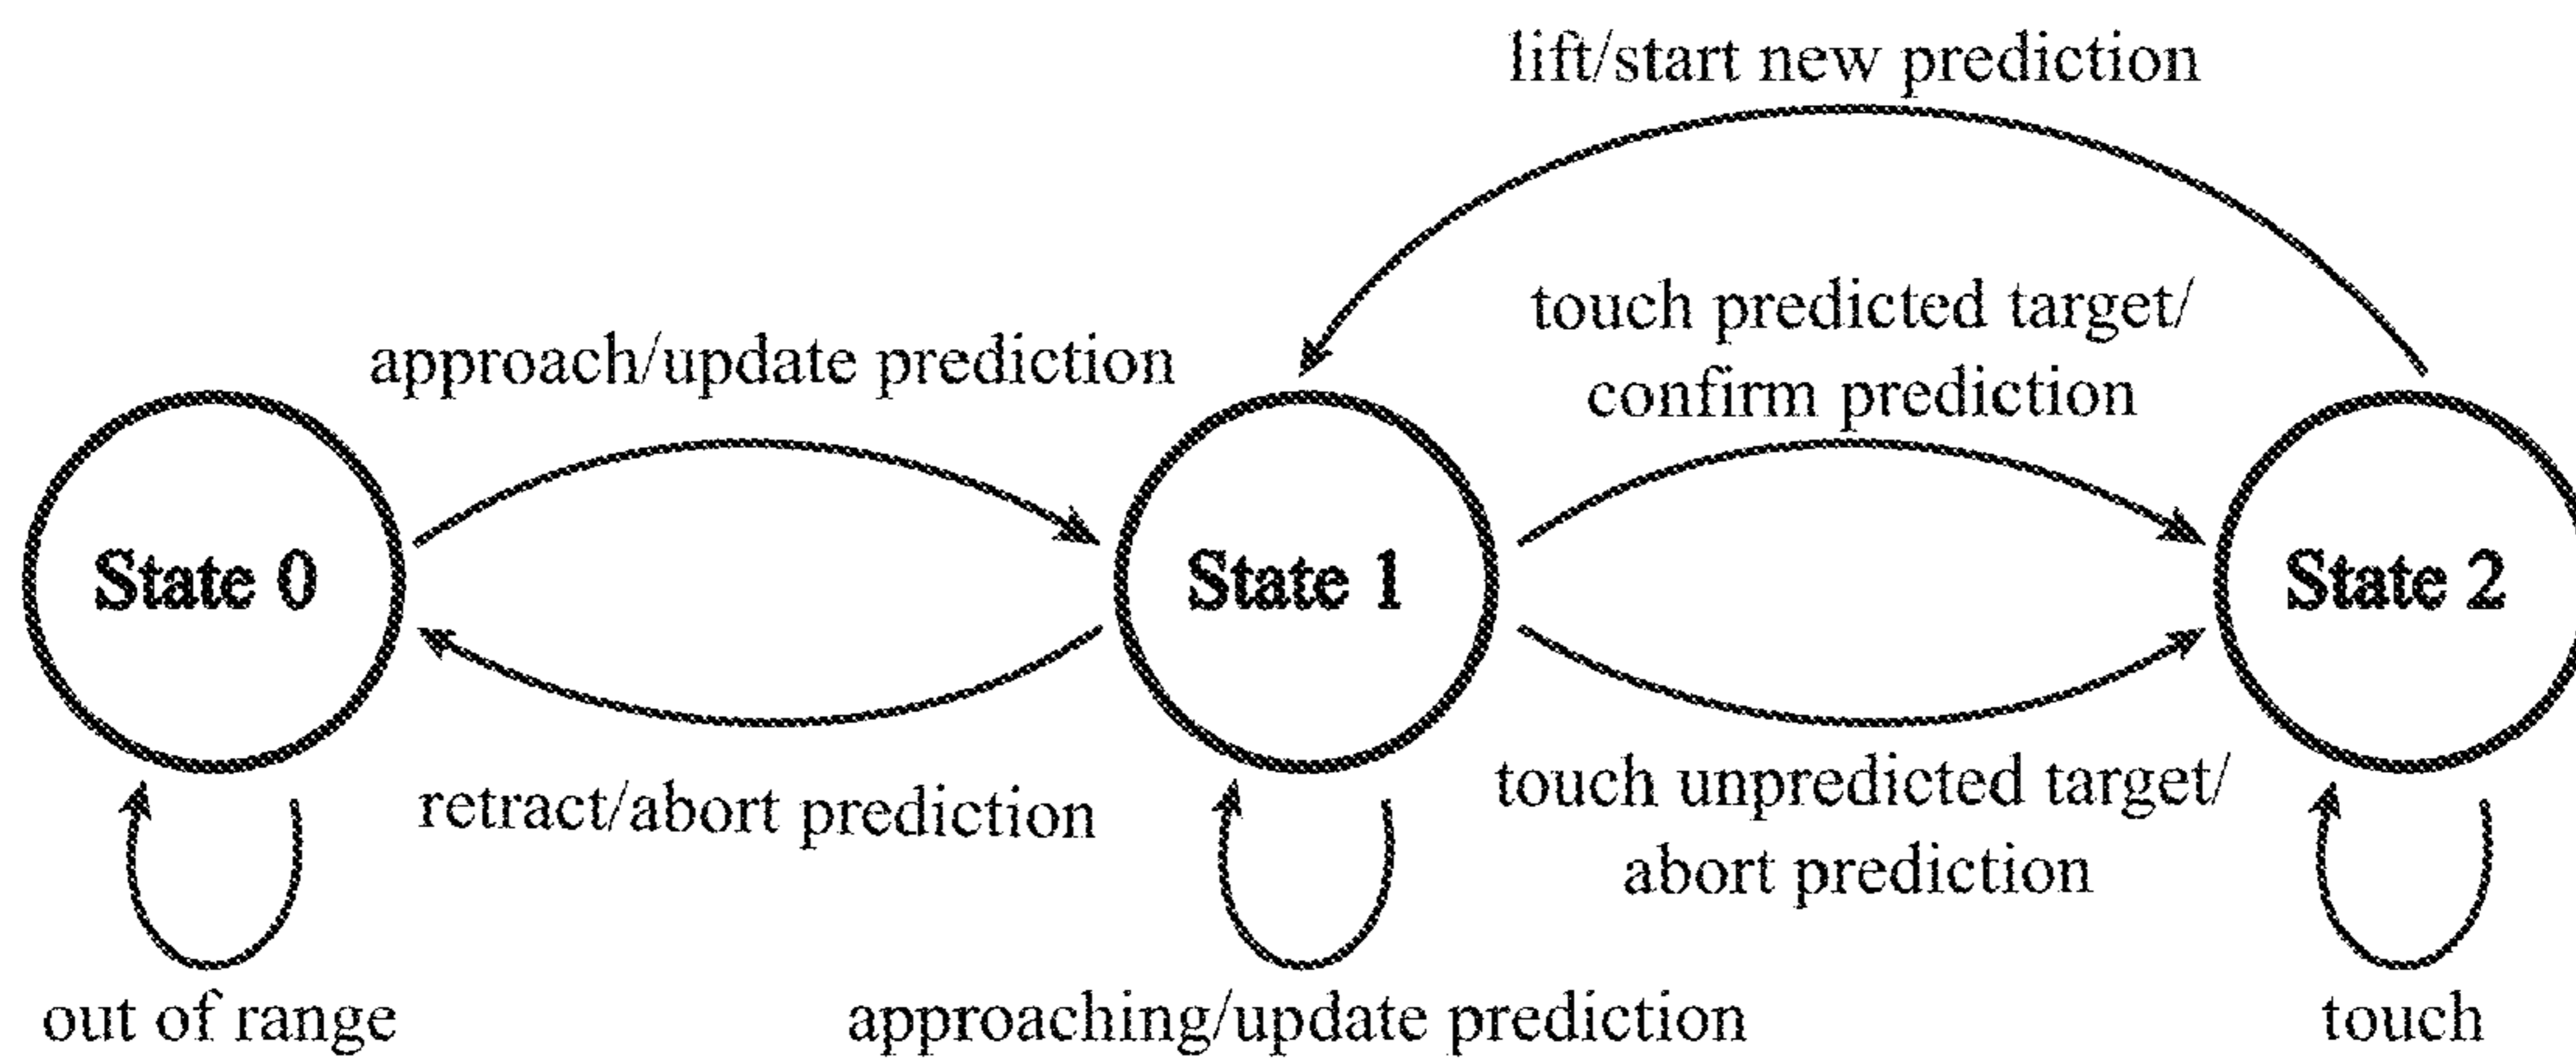 lift/start new prediction
touch predicted target/
confirm prediction
approach/update prediction
State 0
State 1
State 2
retract/abort prediction
touch unpredicted target/
abort prediction
out of range
approaching/update prediction
touch